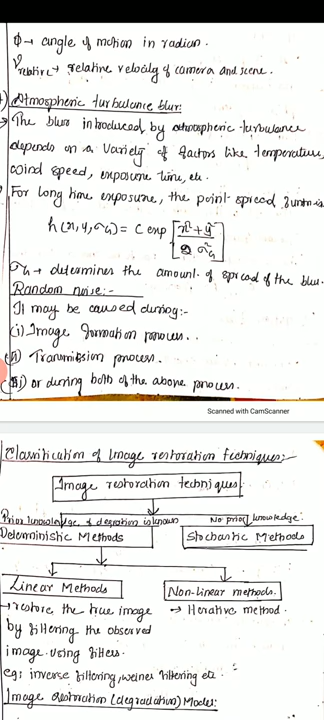 φ→ angle of motion in radian.
Vrelative→ relative velocity of camera and scene.
Atmospheric turbulance blur:
→ The blur introduced by atmospheric turbulance
depends on a variety of factors like temperature,
wind speed, exposure time, etc.
For long time exposure, the point spread function is
h(x,y,σG) = C exp [x²+y² / 2σ²G]
σG → determines the amount of spread of the blur.
Random noise:-
It may be caused during:-
(i) Image formation process.
(ii) Transmission process.
(iii) or during both of the above process.
Scanned with CamScanner
Classification of Image restoration techniques:-
Image restoration techniques
Prior knowledge of degration is known
No prior knowledge.
Deterministic Methods
Stochastic Methods
Linear Methods
Non-linear methods.
→ restore the true image
→ Iterative method.
by filtering the observed
image using filters.
eg: inverse filtering, weiner filtering etc.
Image restoration (degradation) Model: